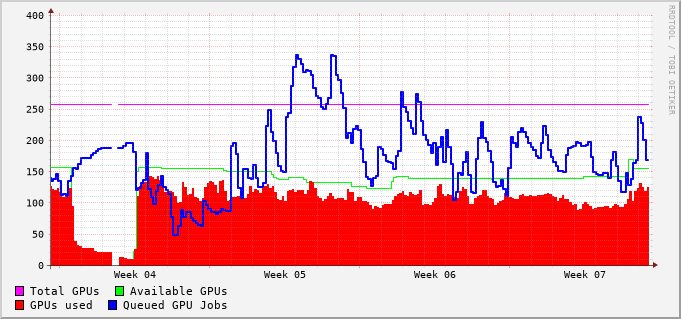 400
350
300
250
200
150
100
50
0
Week 04 Week 05 Week 06 Week 07
Total GPUs Available GPUs
GPUs used Queued GPU Jobs
RRDTOOL / TOBI OETIKER